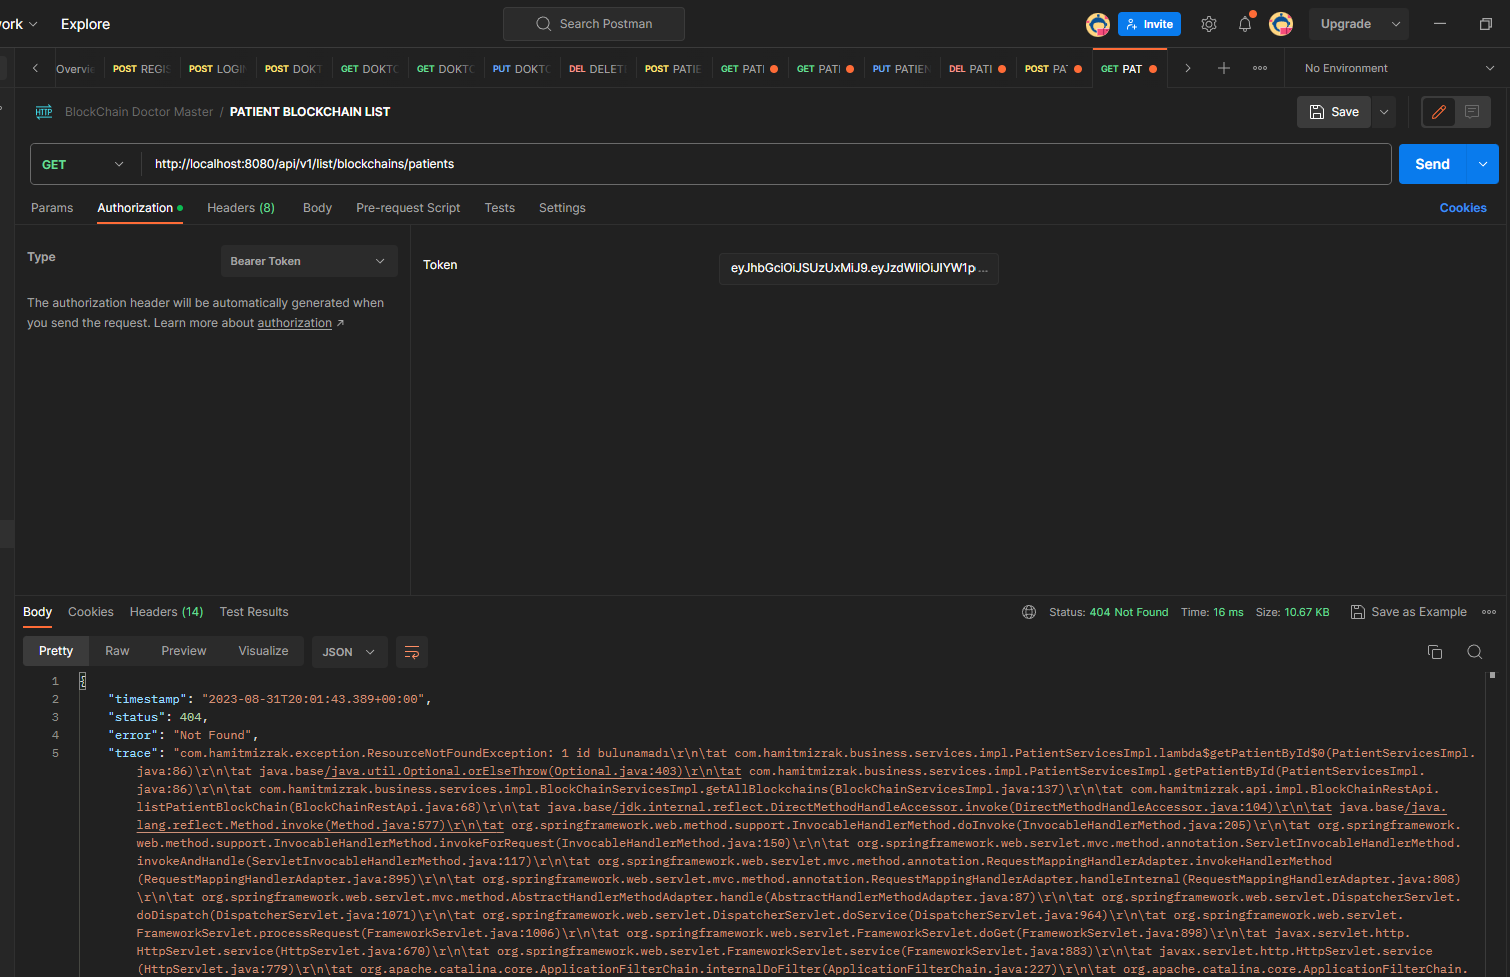 ork Explore Search Postman Invite Upgrade
Overvie POST REGIS POST LOGIN POST DOKT GET DOKTO GET DOKTO PUT DOKTO DEL DELETE POST PATIE GET PATI GET PATI PUT PATIEN DEL PATI POST PA GET PAT No Environment
HTTP BlockChain Doctor Master / PATIENT BLOCKCHAIN LIST Save
GET http://localhost:8080/api/v1/list/blockchains/patients Send
Params Authorization Headers (8) Body Pre-request Script Tests Settings Cookies
Type Bearer Token Token eyJhbGciOiJSUzUxMiJ9.eyJzdWIiOiJIYW1p ...
The authorization header will be automatically generated when
you send the request. Learn more about authorization ↗
Body Cookies Headers (14) Test Results Status: 404 Not Found Time: 16 ms Size: 10.67 KB Save as Example
Pretty Raw Preview Visualize JSON
1 {
2 "timestamp": "2023-08-31T20:01:43.389+00:00",
3 "status": 404,
4 "error": "Not Found",
5 "trace": "com.hamitmizrak.exception.ResourceNotFoundException: 1 id bulunamadı\r\n\tat com.hamitmizrak.business.services.impl.PatientServicesImpl.lambda$getPatientById$0(PatientServicesImpl.
java:86)\r\n\tat java.base/java.util.Optional.orElseThrow(Optional.java:403)\r\n\tat com.hamitmizrak.business.services.impl.PatientServicesImpl.getPatientById(PatientServicesImpl.
java:86)\r\n\tat com.hamitmizrak.business.services.impl.BlockChainServicesImpl.getAllBlockchains(BlockChainServicesImpl.java:137)\r\n\tat com.hamitmizrak.api.impl.BlockChainRestApi.
listPatientBlockChain(BlockChainRestApi.java:68)\r\n\tat java.base/jdk.internal.reflect.DirectMethodHandleAccessor.invoke(DirectMethodHandleAccessor.java:104)\r\n\tat java.base/java.
lang.reflect.Method.invoke(Method.java:577)\r\n\tat org.springframework.web.method.support.InvocableHandlerMethod.doInvoke(InvocableHandlerMethod.java:205)\r\n\tat org.springframework.
web.method.support.InvocableHandlerMethod.invokeForRequest(InvocableHandlerMethod.java:150)\r\n\tat org.springframework.web.servlet.mvc.method.annotation.ServletInvocableHandlerMethod.
invokeAndHandle(ServletInvocableHandlerMethod.java:117)\r\n\tat org.springframework.web.servlet.mvc.method.annotation.RequestMappingHandlerAdapter.invokeHandlerMethod
(RequestMappingHandlerAdapter.java:895)\r\n\tat org.springframework.web.servlet.mvc.method.annotation.RequestMappingHandlerAdapter.handleInternal(RequestMappingHandlerAdapter.java:808)
\r\n\tat org.springframework.web.servlet.mvc.method.AbstractHandlerMethodAdapter.handle(AbstractHandlerMethodAdapter.java:87)\r\n\tat org.springframework.web.servlet.DispatcherServlet.
doDispatch(DispatcherServlet.java:1071)\r\n\tat org.springframework.web.servlet.DispatcherServlet.doService(DispatcherServlet.java:964)\r\n\tat org.springframework.web.servlet.
FrameworkServlet.processRequest(FrameworkServlet.java:1006)\r\n\tat org.springframework.web.servlet.FrameworkServlet.doGet(FrameworkServlet.java:898)\r\n\tat javax.servlet.http.
HttpServlet.service(HttpServlet.java:670)\r\n\tat org.springframework.web.servlet.FrameworkServlet.service(FrameworkServlet.java:883)\r\n\tat javax.servlet.http.HttpServlet.service
(HttpServlet.java:779)\r\n\tat org.apache.catalina.core.ApplicationFilterChain.internalDoFilter(ApplicationFilterChain.java:227)\r\n\tat org.apache.catalina.core.ApplicationFilterChain.